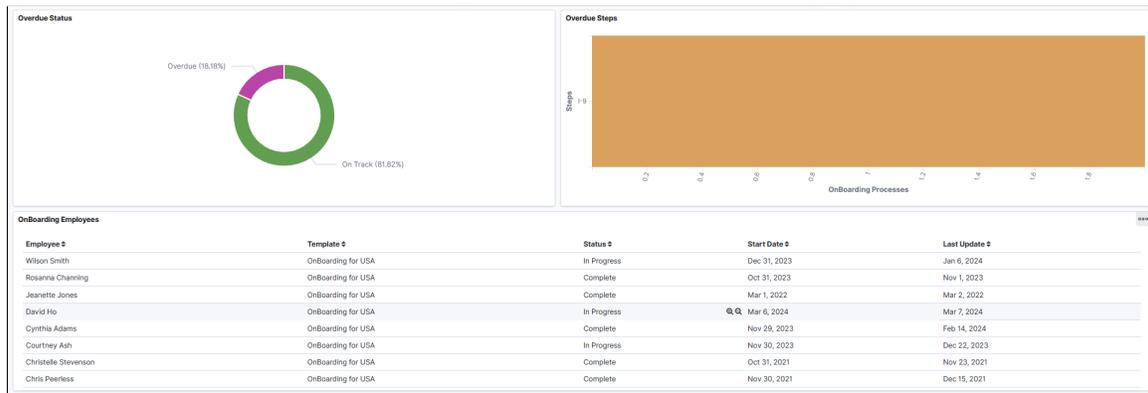 Overdue Status
Overdue (18.18%)
On Track (81.82%)
Overdue Steps
Steps
I-9
0.2 0.4 0.6 0.8 1 1.2 1.4 1.6 1.8
OnBoarding Processes
OnBoarding Employees
Employee Template Status Start Date Last Update
Wilson Smith OnBoarding for USA In Progress Dec 31, 2023 Jan 6, 2024
Rosanna Channing OnBoarding for USA Complete Oct 31, 2023 Nov 1, 2023
Jeanette Jones OnBoarding for USA Complete Mar 1, 2022 Mar 2, 2022
David Ho OnBoarding for USA In Progress Mar 6, 2024 Mar 7, 2024
Cynthia Adams OnBoarding for USA Complete Nov 29, 2023 Feb 14, 2024
Courtney Ash OnBoarding for USA In Progress Nov 30, 2023 Dec 22, 2023
Christelle Stevenson OnBoarding for USA Complete Oct 31, 2021 Nov 23, 2021
Chris Peerless OnBoarding for USA Complete Nov 30, 2021 Dec 15, 2021